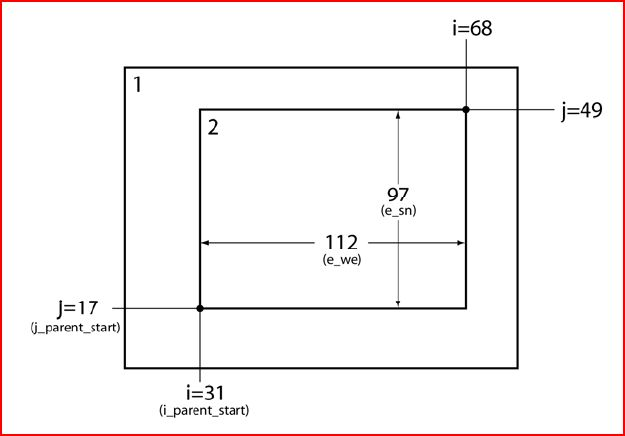 i=68
1
j=49
2
97
(e_sn)
112
(e_we)
j=17
(j_parent_start)
i=31
(i_parent_start)